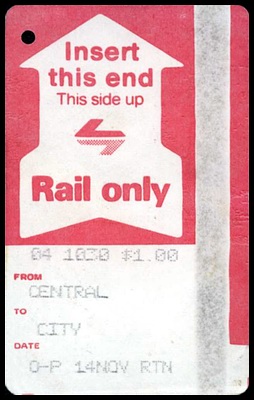 Insert
this end
This side up
Rail only
04 1030 $1.00
FROM
CENTRAL
TO
CITY
DATE
O-P 14NOV RTN